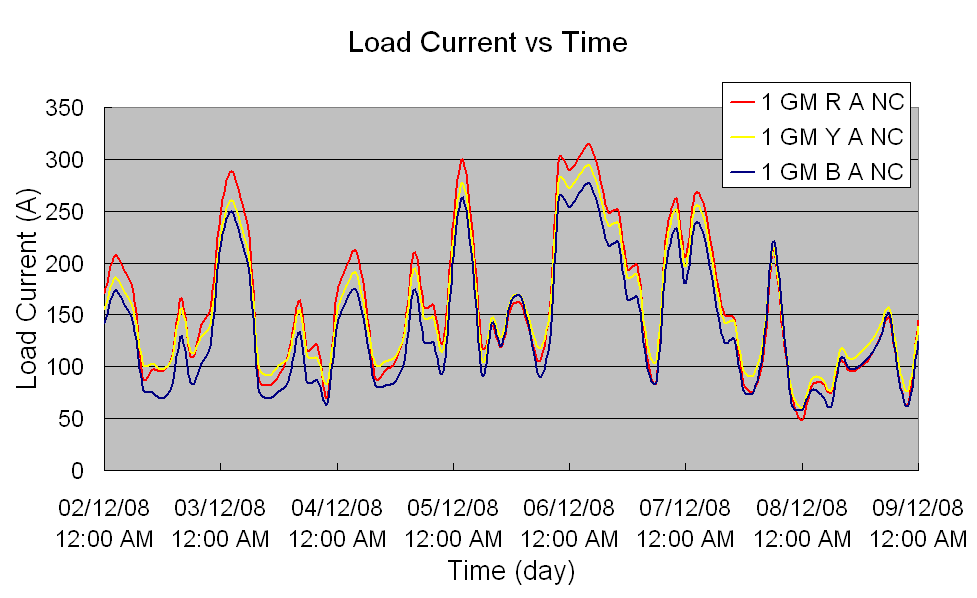 Load Current vs Time
1 GM R A NC
1 GM Y A NC
1 GM B A NC
Load Current (A)
350
300
250
200
150
100
50
0
02/12/08 03/12/08 04/12/08 05/12/08 06/12/08 07/12/08 08/12/08 09/12/08
12:00 AM 12:00 AM 12:00 AM 12:00 AM 12:00 AM 12:00 AM 12:00 AM 12:00 AM
Time (day)